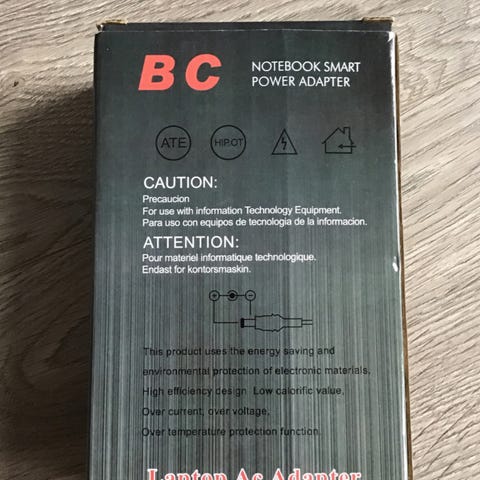 BC
NOTEBOOK SMART
POWER ADAPTER
ATE
HIPOT
CAUTION:
Precaucion
For use with information Technology Equipment.
Para uso con equipos de tecnologia de la informacion.
ATTENTION:
Pour materiel informatique technologique.
Endast for kontorsmaskin.
This product uses the energy saving and
environmental protection of electronic materials,
High efficiency design Low calorific value,
Over current, over voltage,
Over temperature protection function.
Laptop Ac Adapter